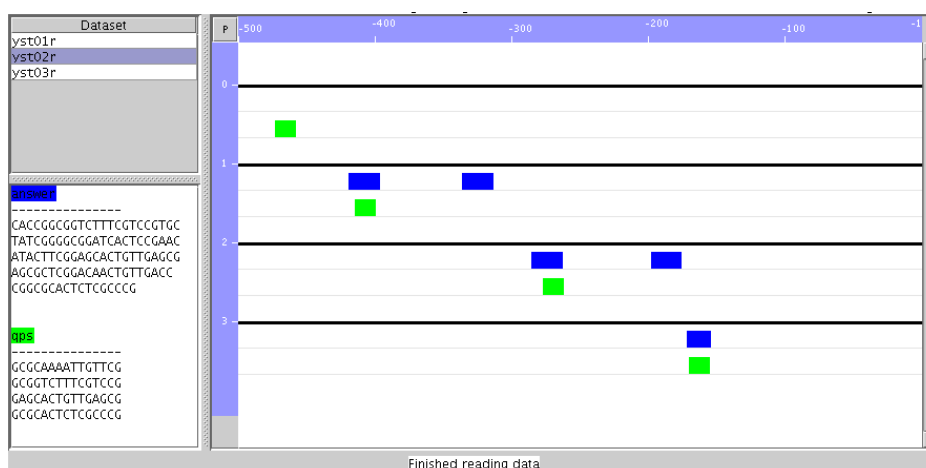 Dataset
yst01r
yst02r
yst03r
answer
----------------
CACCGGCGGTCTTTCGTCCGTGC
TATCGGGGCGGATCACTCCGAAC
ATACTTCGGAGCACTGTTGAGCG
AGCGCTCGGACAACTGTTGACC
CGGCGCACTCTCGCCCG
gps
----------------
GCGCAAAATTGTTCG
GCGGTCTTTCGTCCG
GAGCACTGTTGAGCG
GCGCACTCTCGCCCG
P
-500 -400 -300 -200 -100 -1
0
1
2
3
Finished reading data